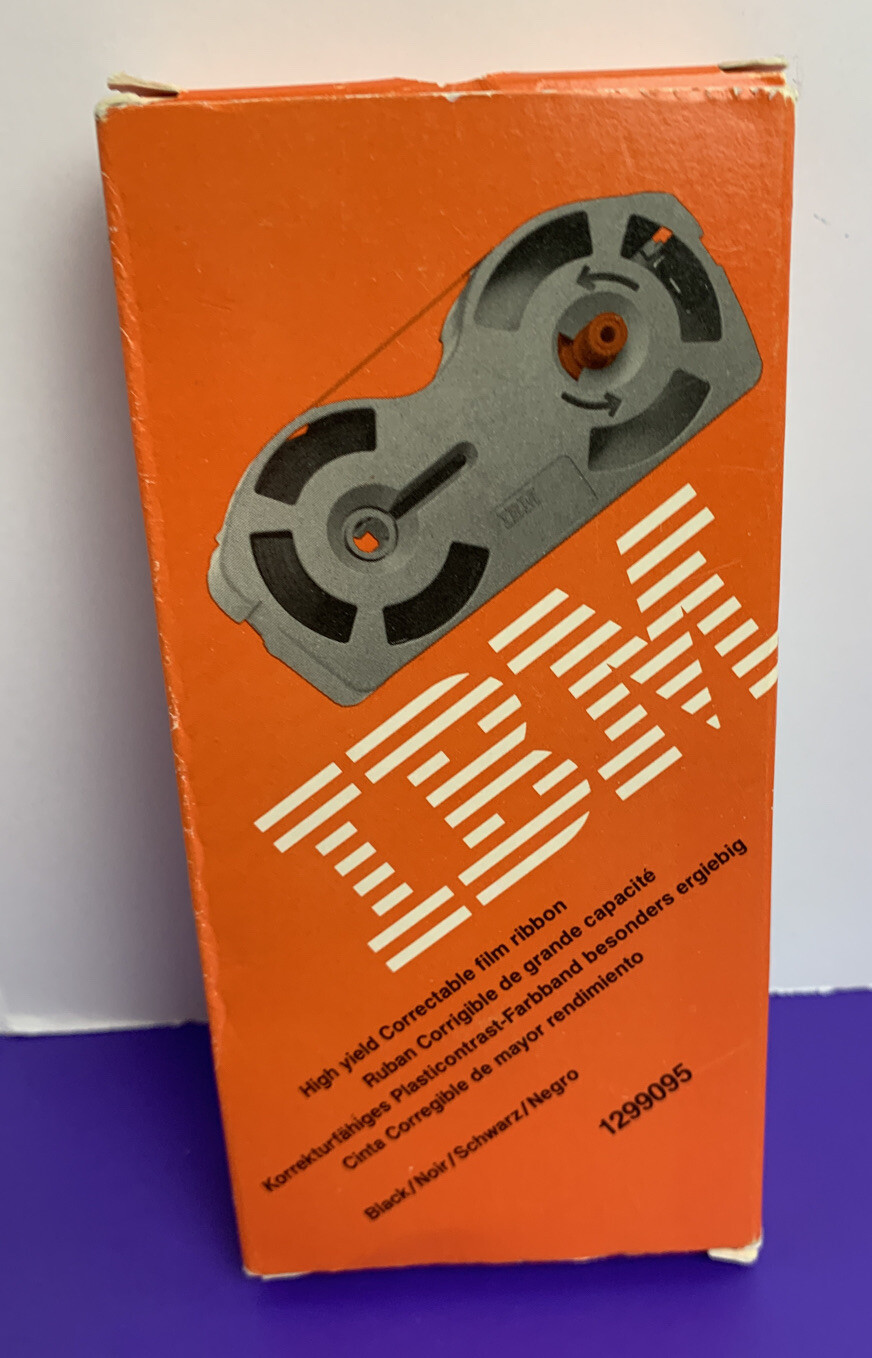 IBM
IBM
High yield Correctable film ribbon
Ruban Corrigible de grande capacité
Korrekturfähiges Plasticontrast-Farbband besonders ergiebig
Cinta Corregible de mayor rendimiento
Black/Noir/Schwarz/Negro
1299095